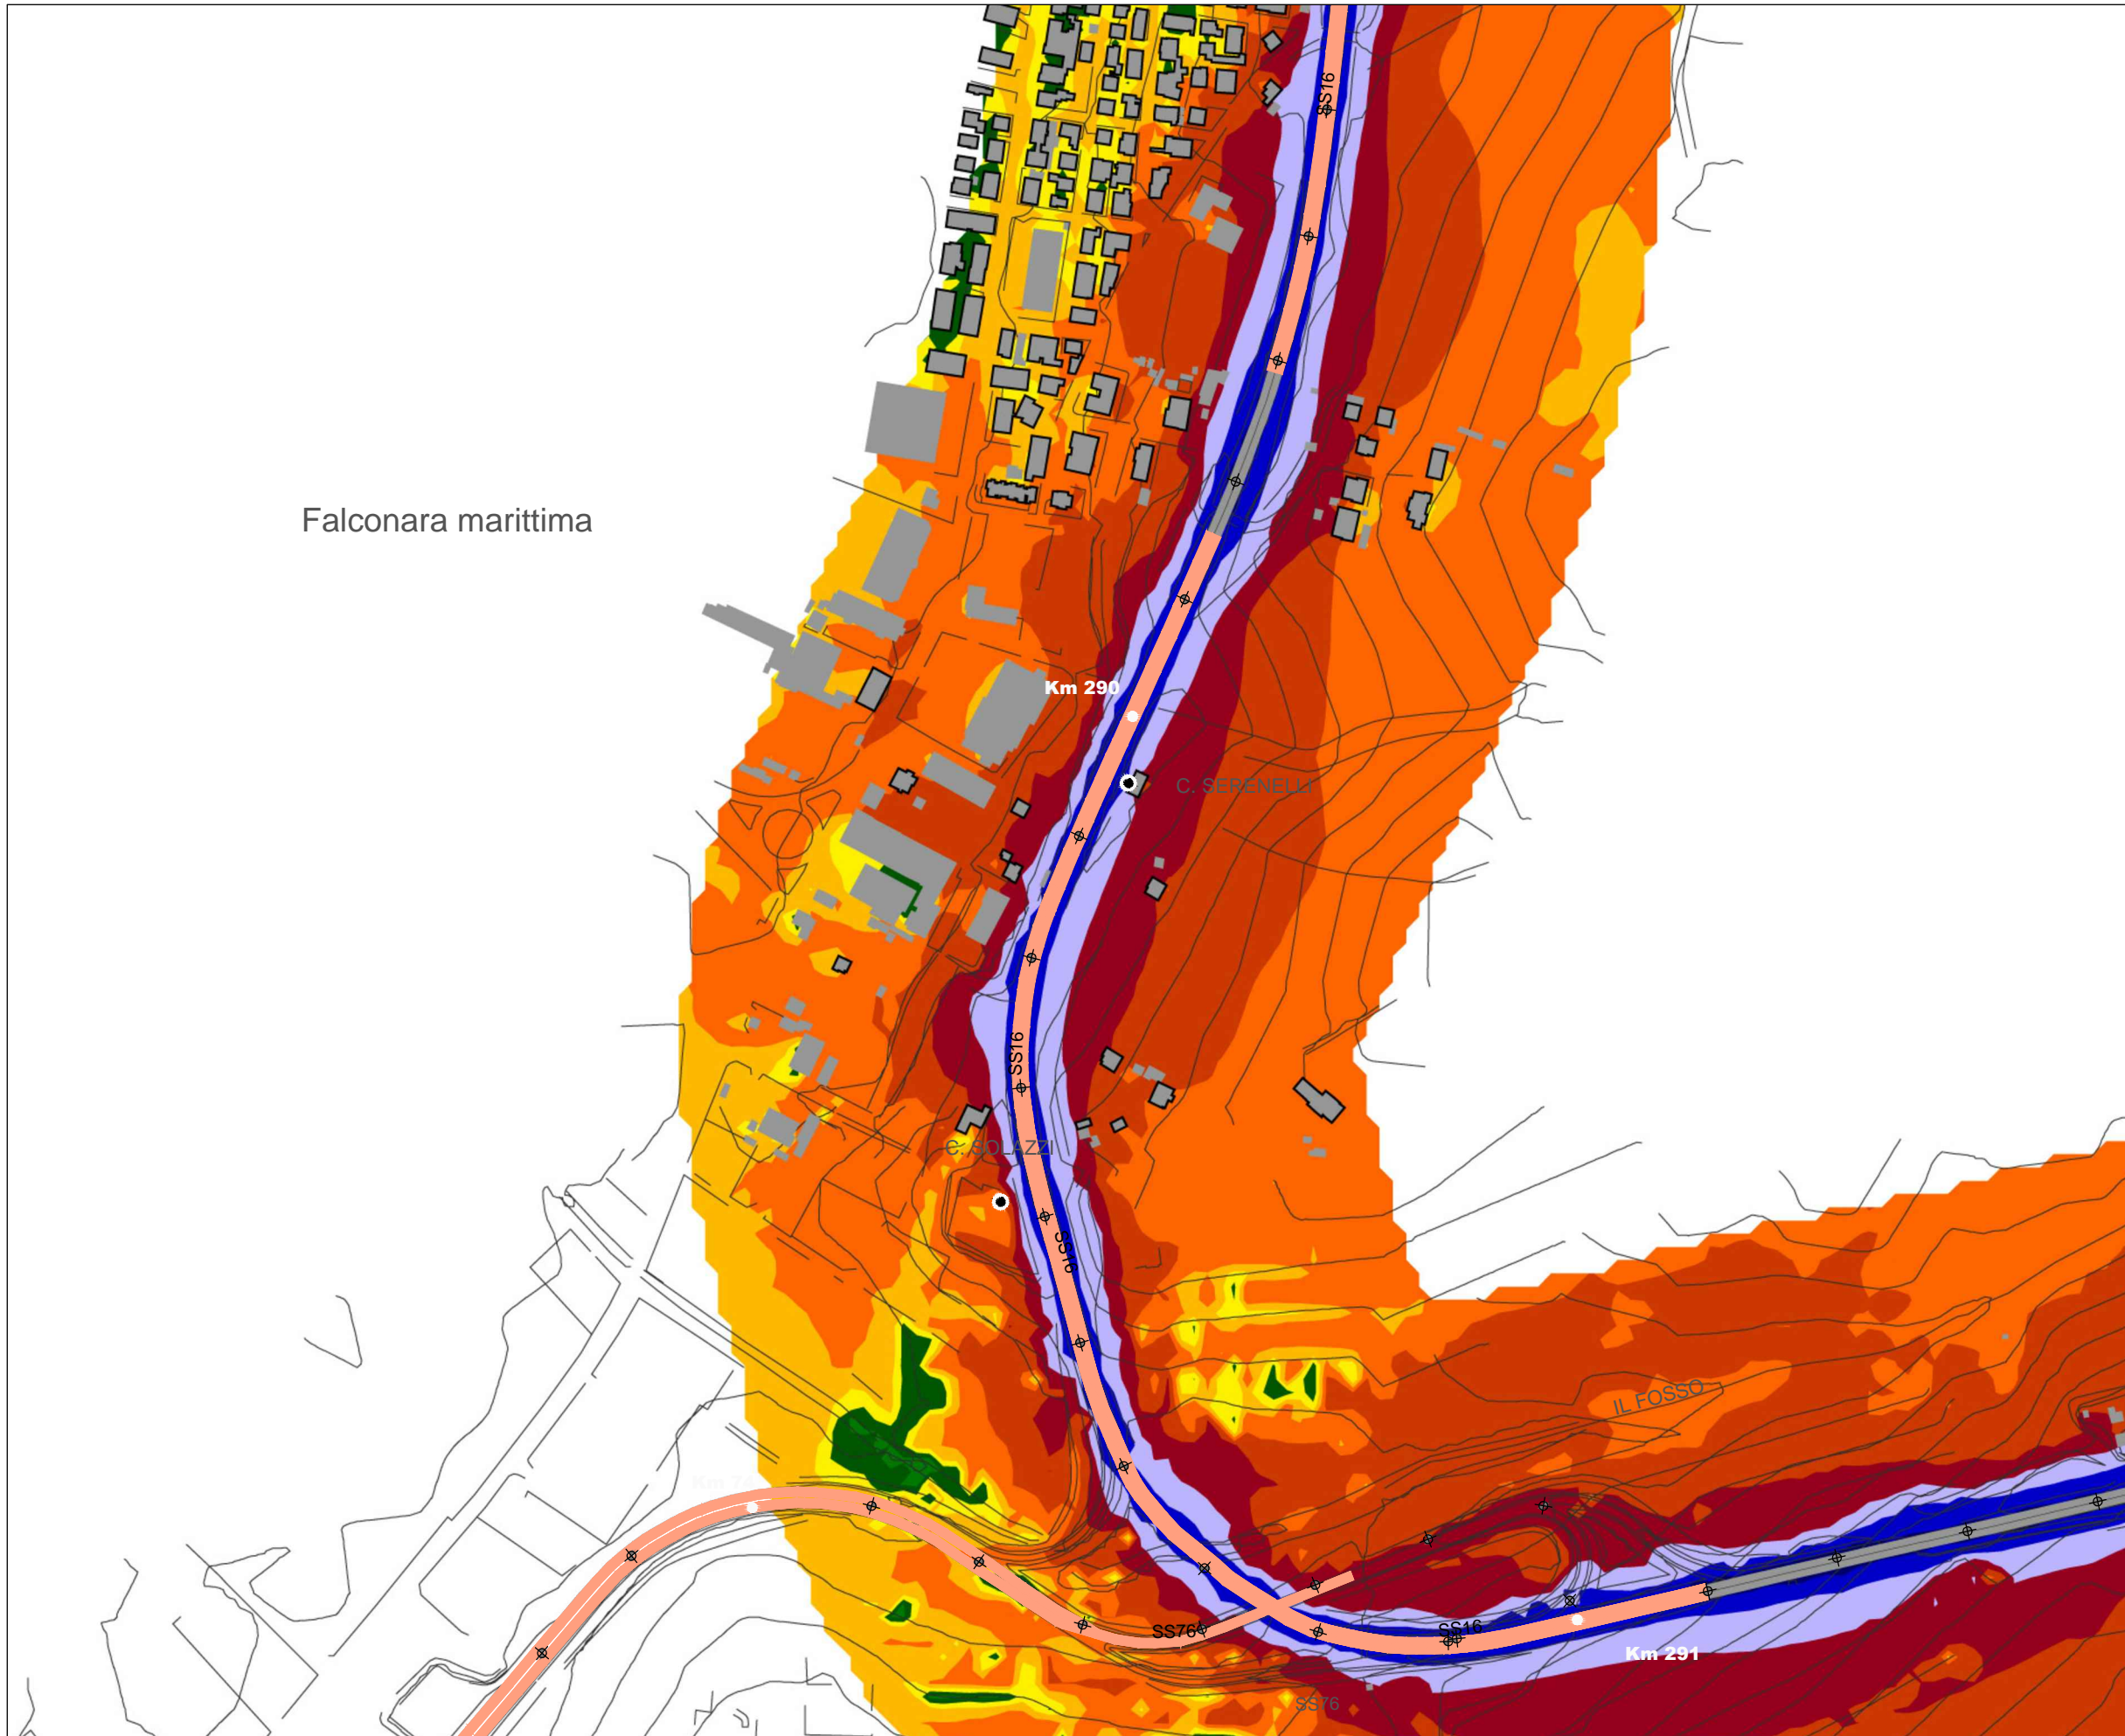 SS16
Falconara marittima
Km 290
C. SERENELLI
SS16
C. SOLAZZI
SS16
IL FOSSO
SS76
SS16
Km 291
SS76